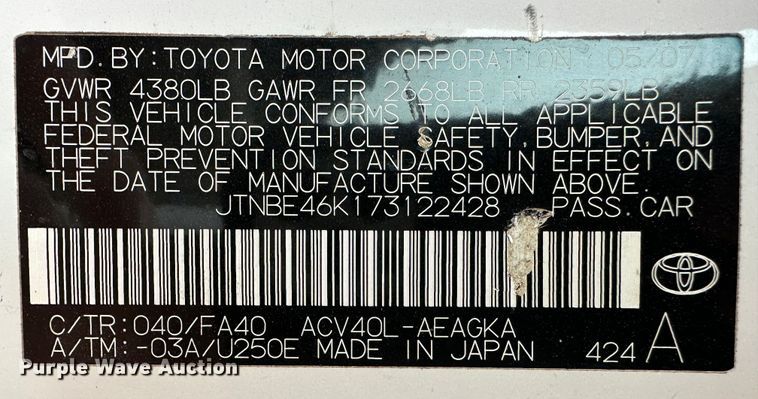 MFD.BY:TOYOTA MOTOR CORPORATION 05/07
GVWR 4380LB GAWR FR 2668LB RR 2359LB
THIS VEHICLE CONFORMS TO ALL APPLICABLE
FEDERAL MOTOR VEHICLE SAFETY,BUMPER,AND
THEFT PREVENTION STANDARDS IN EFFECT ON
THE DATE OF MANUFACTURE SHOWN ABOVE.
JTNBE46K173122428 PASS.CAR
C/TR:040/FA40 ACV40L-AEAGKA
A/TM:-03A/U250E MADE IN JAPAN 424 A
Purple Wave Auction